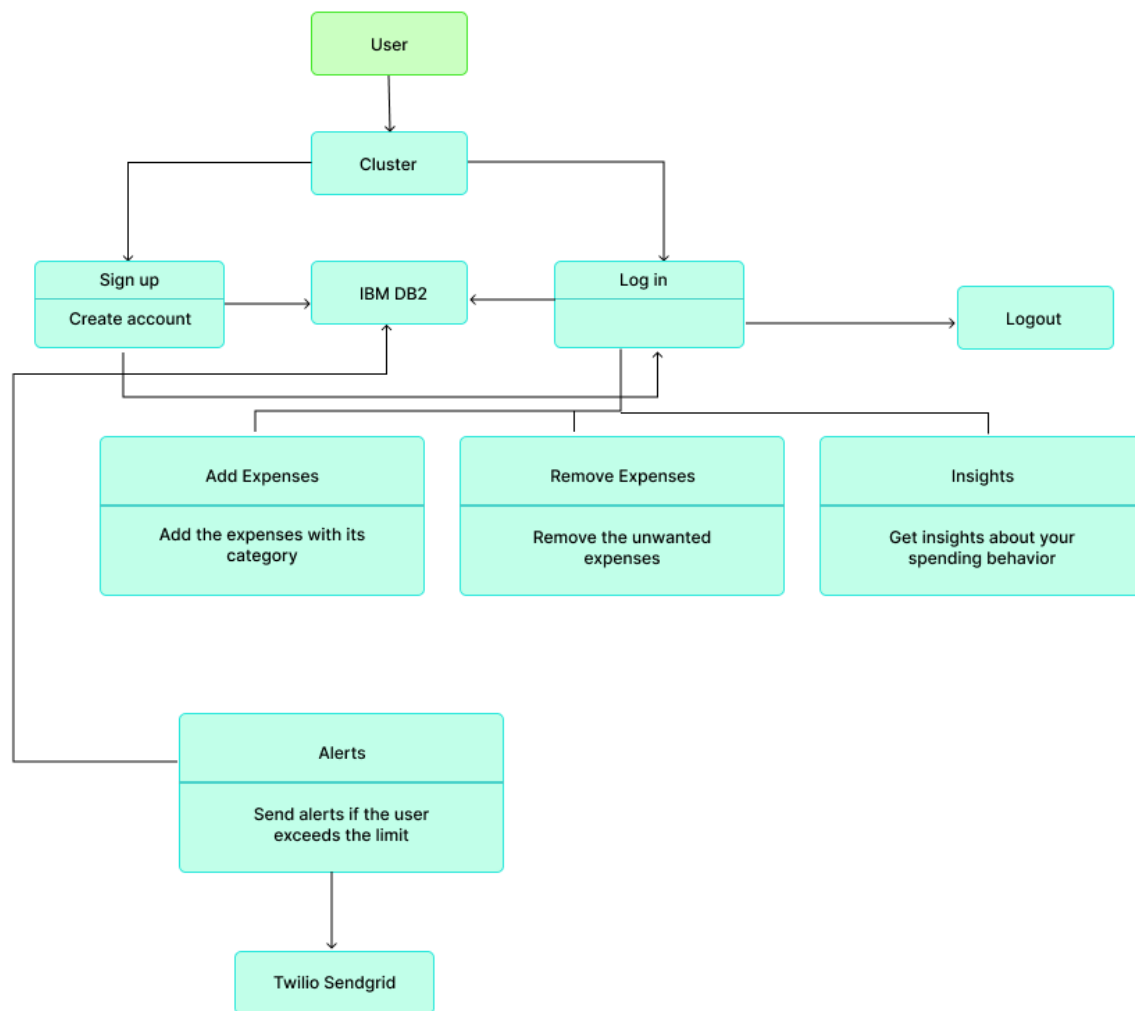 User
Cluster
Sign up
Create account
IBM DB2
Log in
Logout
Add Expenses
Add the expenses with its
category
Remove Expenses
Remove the unwanted
expenses
Insights
Get insights about your
spending behavior
Alerts
Send alerts if the user
exceeds the limit
Twilio Sendgrid